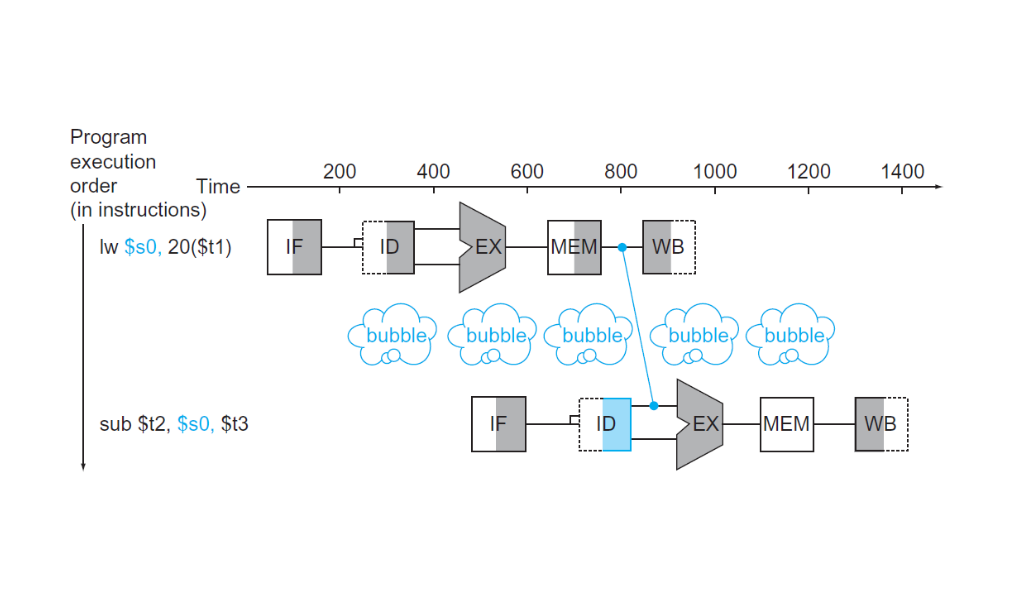 Program
execution
order
(in instructions)
Time
200 400 600 800 1000 1200 1400
lw $s0, 20($t1)
IF ID EX MEM WB
bubble bubble bubble bubble bubble
sub $t2, $s0, $t3
IF ID EX MEM WB